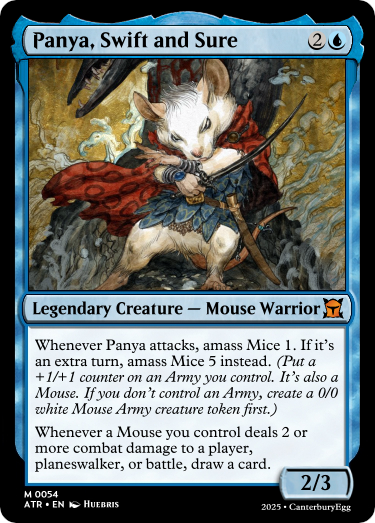 Panya, Swift and Sure 2
Legendary Creature — Mouse Warrior
Whenever Panya attacks, amass Mice 1. If it's
an extra turn, amass Mice 5 instead. (Put a
+1/+1 counter on an Army you control. It's also a
Mouse. If you don't control an Army, create a 0/0
white Mouse Army creature token first.)
Whenever a Mouse you control deals 2 or
more combat damage to a player,
planeswalker, or battle, draw a card.
2/3
M 0054
ATR • EN HUEBRIS
2025 • CanterburyEgg